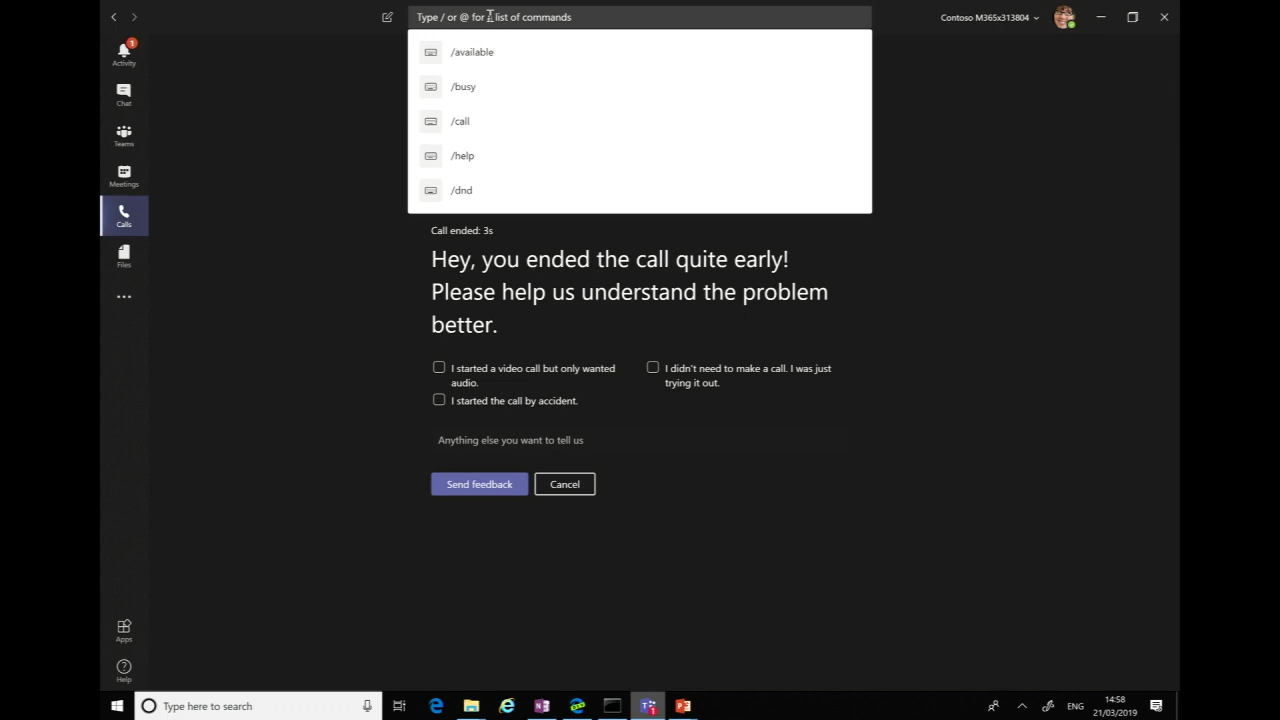 Type / or @ for a list of commands
Contoso M365x313804
/available
/busy
/call
/help
/dnd
1
Activity
Chat
Teams
Meetings
Calls
Files
Call ended: 3s
Hey, you ended the call quite early!
Please help us understand the problem
better.
I started a video call but only wanted
audio.
I didn't need to make a call. I was just
trying it out.
I started the call by accident.
Anything else you want to tell us
Send feedback
Cancel
Apps
Help
Type here to search
ENG
14:58
21/03/2019